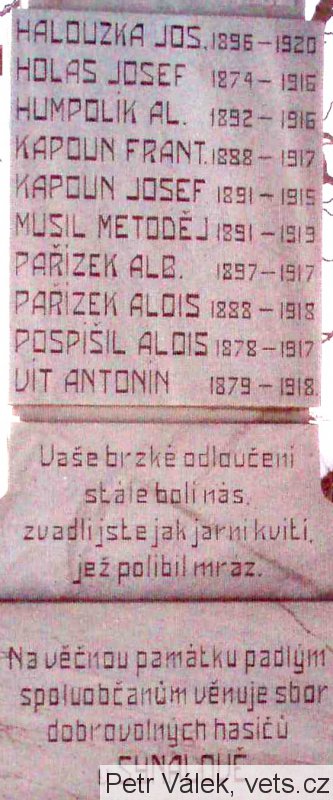 HALOUZKA JOS. 1896 – 1920
HOLAS JOSEF 1874 – 1916
HUMPOLÍK AL. 1892 – 1916
KAPOUN FRANT. 1888 – 1917
KAPOUN JOSEF 1891 – 1915
MUSIL METODĚJ 1891 – 1919
PAŘÍZEK ALB. 1897 – 1917
PAŘÍZEK ALOIS 1888 – 1918
POSPÍŠIL ALOIS 1878 – 1917
VÍT ANTONÍN 1879 – 1918.
Vaše brzké odloučení
stále bolí nás,
zvadli jste jak jarní kvítí,
jež políbil mráz.
Na věčnou památku padlým
spoluobčanům věnuje sbor
dobrovolných hasičů
SYNALOVĚ
Petr Válek, vets.cz